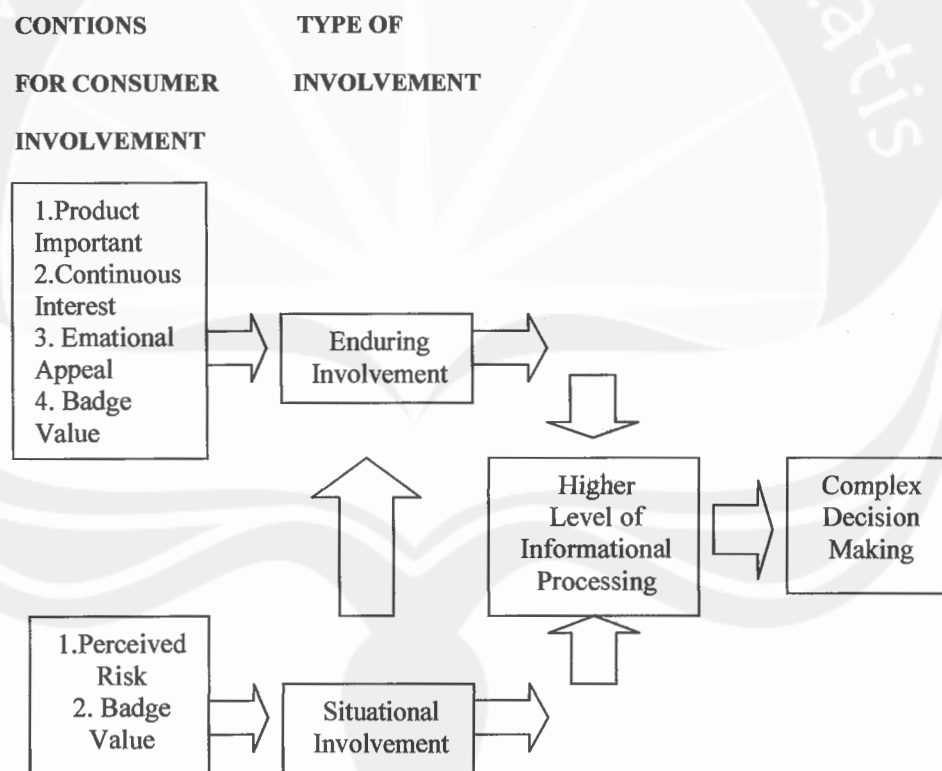 CONTIONS
FOR CONSUMER
INVOLVEMENT
TYPE OF
INVOLVEMENT
1.Product
Important
2.Continuous
Interest
3. Emational
Appeal
4. Badge
Value
Enduring
Involvement
Higher
Level of
Informational
Processing
Complex
Decision
Making
1.Perceived
Risk
2. Badge
Value
Situational
Involvement